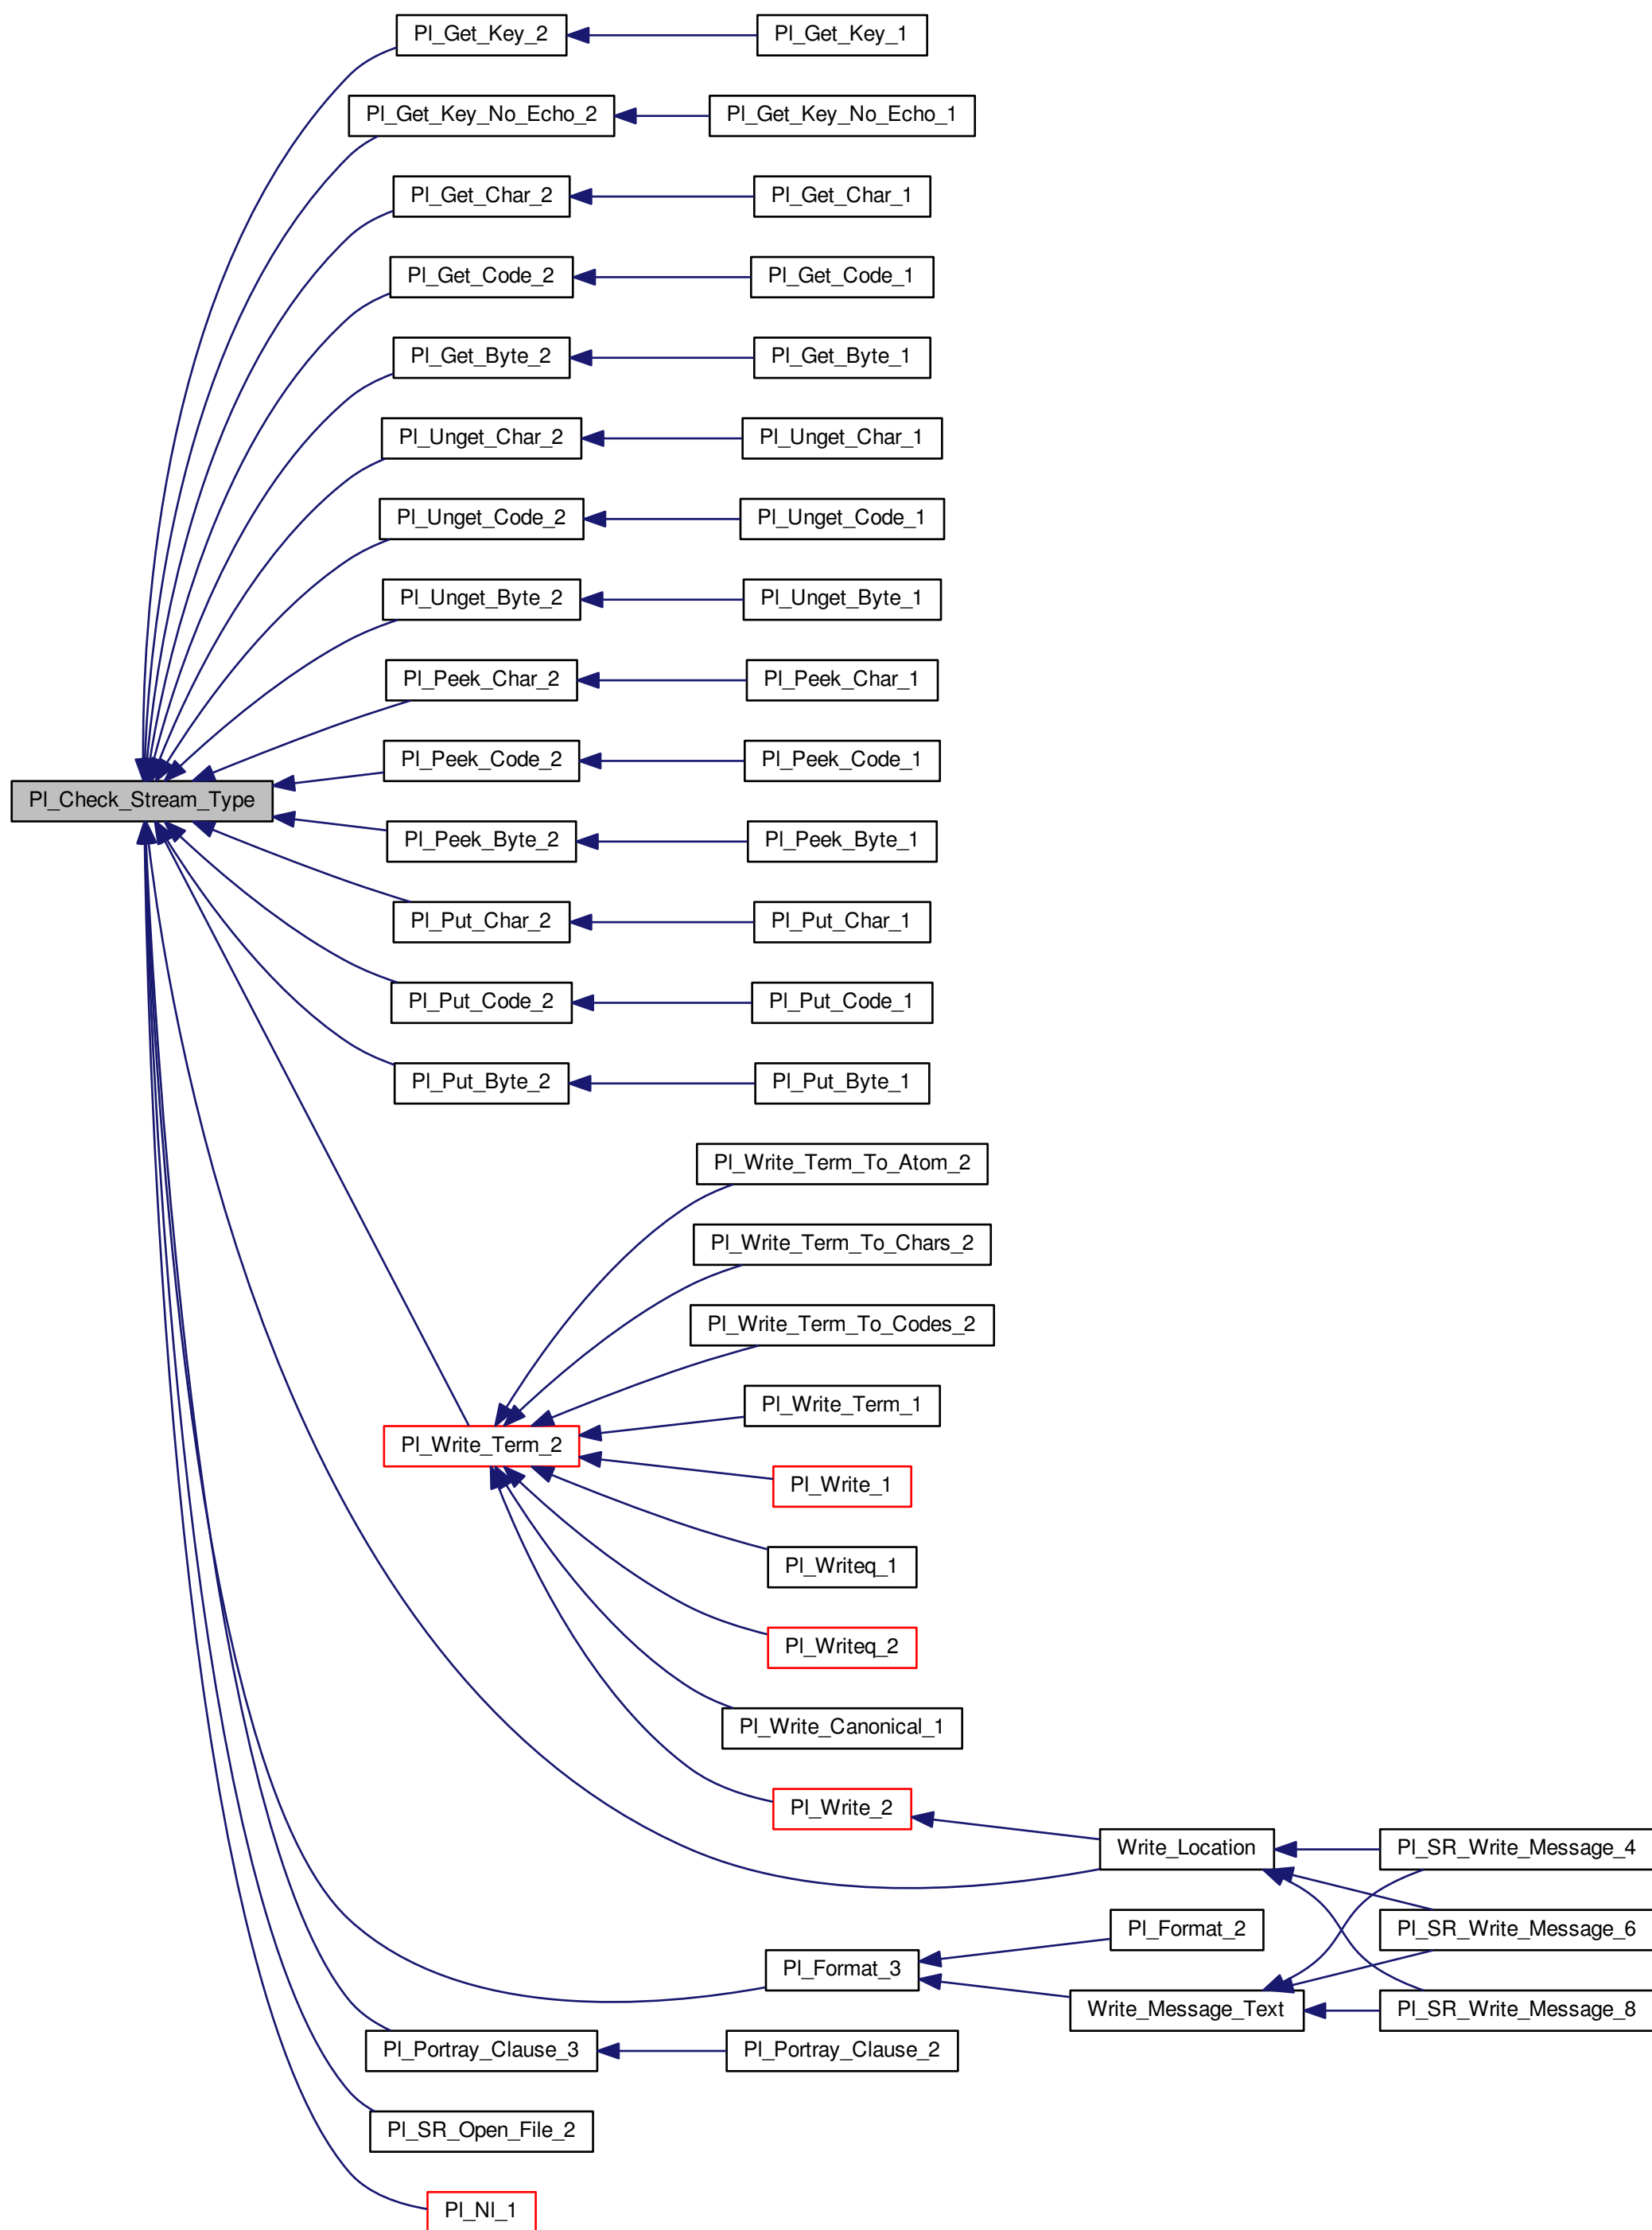 Pl_Get_Key_2
Pl_Get_Key_1
Pl_Get_Key_No_Echo_2
Pl_Get_Key_No_Echo_1
Pl_Get_Char_2
Pl_Get_Char_1
Pl_Get_Code_2
Pl_Get_Code_1
Pl_Get_Byte_2
Pl_Get_Byte_1
Pl_Unget_Char_2
Pl_Unget_Char_1
Pl_Unget_Code_2
Pl_Unget_Code_1
Pl_Unget_Byte_2
Pl_Unget_Byte_1
Pl_Peek_Char_2
Pl_Peek_Char_1
Pl_Peek_Code_2
Pl_Peek_Code_1
Pl_Check_Stream_Type
Pl_Peek_Byte_2
Pl_Peek_Byte_1
Pl_Put_Char_2
Pl_Put_Char_1
Pl_Put_Code_2
Pl_Put_Code_1
Pl_Put_Byte_2
Pl_Put_Byte_1
Pl_Write_Term_To_Atom_2
Pl_Write_Term_To_Chars_2
Pl_Write_Term_To_Codes_2
Pl_Write_Term_1
Pl_Write_Term_2
Pl_Write_1
Pl_Writeq_1
Pl_Writeq_2
Pl_Write_Canonical_1
Pl_Write_2
Write_Location
Pl_SR_Write_Message_4
Pl_Format_2
Pl_SR_Write_Message_6
Pl_Format_3
Write_Message_Text
Pl_SR_Write_Message_8
Pl_Portray_Clause_3
Pl_Portray_Clause_2
Pl_SR_Open_File_2
Pl_Nl_1